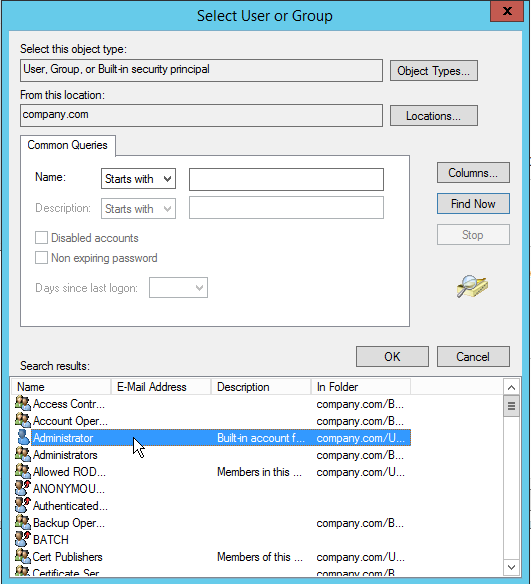 Select User or Group
x
Select this object type:
User, Group, or Built-in security principal
Object Types...
From this location:
company.com
Locations...
Common Queries
Name:
Starts with
Columns...
Description:
Starts with
Find Now
Disabled accounts
Stop
Non expiring password
Days since last logon:
OK
Cancel
Search results:
Name E-Mail Address Description In Folder
Access Contr... company.com/B...
Account Oper... company.com/B...
Administrator Built-in account f... company.com/U...
Administrators company.com/B...
Allowed ROD... Members in this ... company.com/U...
ANONYMOU...
Authenticated...
Backup Oper... company.com/B...
BATCH
Cert Publishers Members of this ... company.com/U...
Certificate Ser... company.com/B...